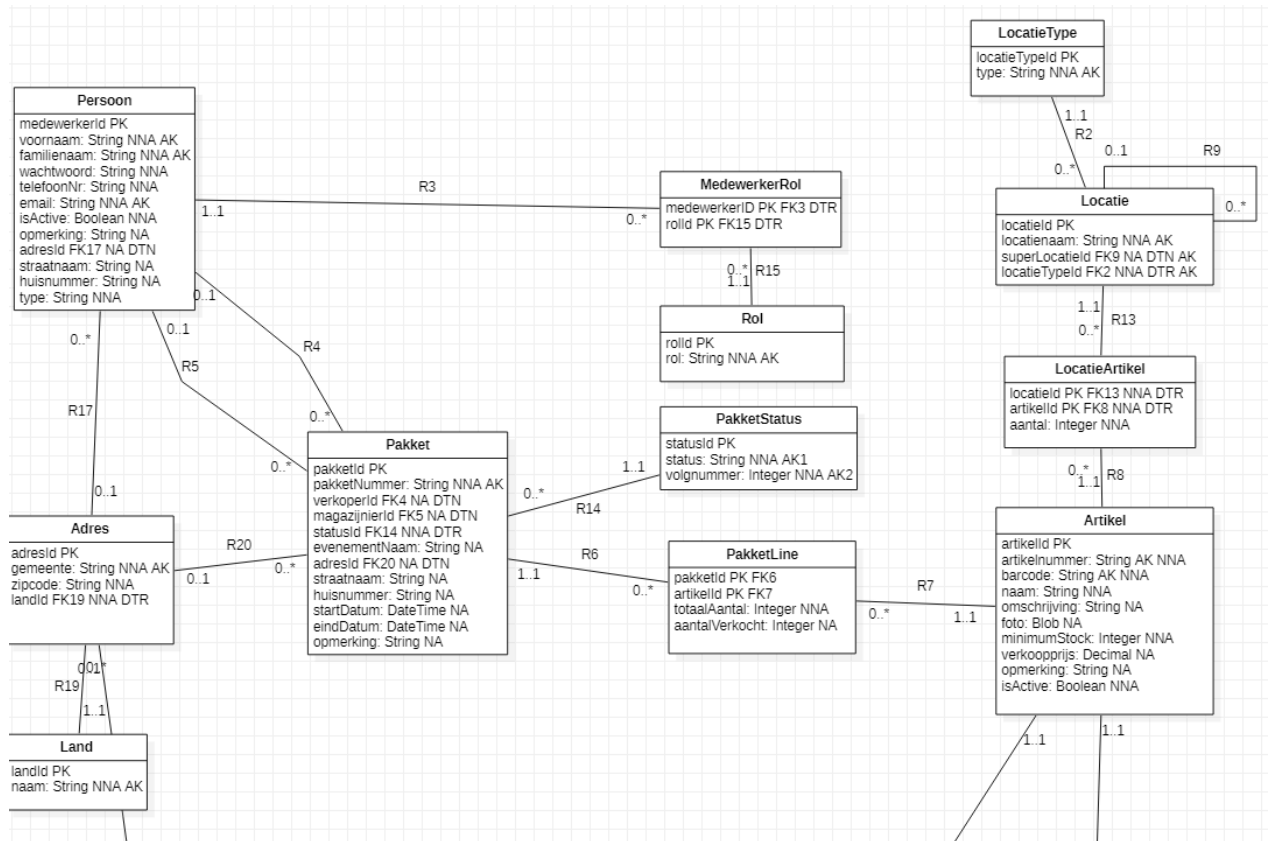 LocatieType
locatieTypeId PK
type: String NNA AK
1..1
R2
0..*
0..1
R9
0..*
Persoon
medewerkerId PK
voornaam: String NNA AK
familienaam: String NNA AK
wachtwoord: String NNA
telefoonNr: String NNA
email: String NNA AK
isActive: Boolean NNA
opmerking: String NA
adresId FK17 NA DTN
straatnaam: String NA
huisnummer: String NA
type: String NNA
1..1
R3
0..*
MedewerkerRol
medewerkerID PK FK3 DTR
rolId PK FK15 DTR
Locatie
locatieId PK
locatienaam: String NNA AK
superLocatieId FK9 NA DTN AK
locatieTypeId FK2 NNA DTR AK
0..*
1..1
R15
Rol
rolId PK
rol: String NNA AK
1..1
0..*
R13
LocatieArtikel
locatieId PK FK13 NNA DTR
artikelId PK FK8 NNA DTR
aantal: Integer NNA
0..1
R4
0..*
0..1
R5
0..*
0..*
R17
0..1
Pakket
pakketId PK
pakketNummer: String NNA AK
verkoperId FK4 NA DTN
magazijnierId FK5 NA DTN
statusId FK14 NNA DTR
evenementNaam: String NA
adresId FK20 NA DTN
straatnaam: String NA
huisnummer: String NA
startDatum: DateTime NA
eindDatum: DateTime NA
opmerking: String NA
PakketStatus
statusId PK
status: String NNA AK1
volgnummer: Integer NNA AK2
1..1
0..*
R14
0..*
1..1
R8
Adres
adresId PK
gemeente: String NNA AK
zipcode: String NNA
landId FK19 NNA DTR
R20
0..1
0..*
R6
1..1
0..*
PakketLine
pakketId PK FK6
artikelId PK FK7
totaalAantal: Integer NNA
aantalVerkocht: Integer NA
R7
0..*
1..1
Artikel
artikelId PK
artikelnummer: String AK NNA
barcode: String AK NNA
naam: String NNA
omschrijving: String NA
foto: Blob NA
minimumStock: Integer NNA
verkoopprijs: Decimal NA
opmerking: String NA
isActive: Boolean NNA
1..1
1..1
R19
1..1
Land
landId PK
naam: String NNA AK